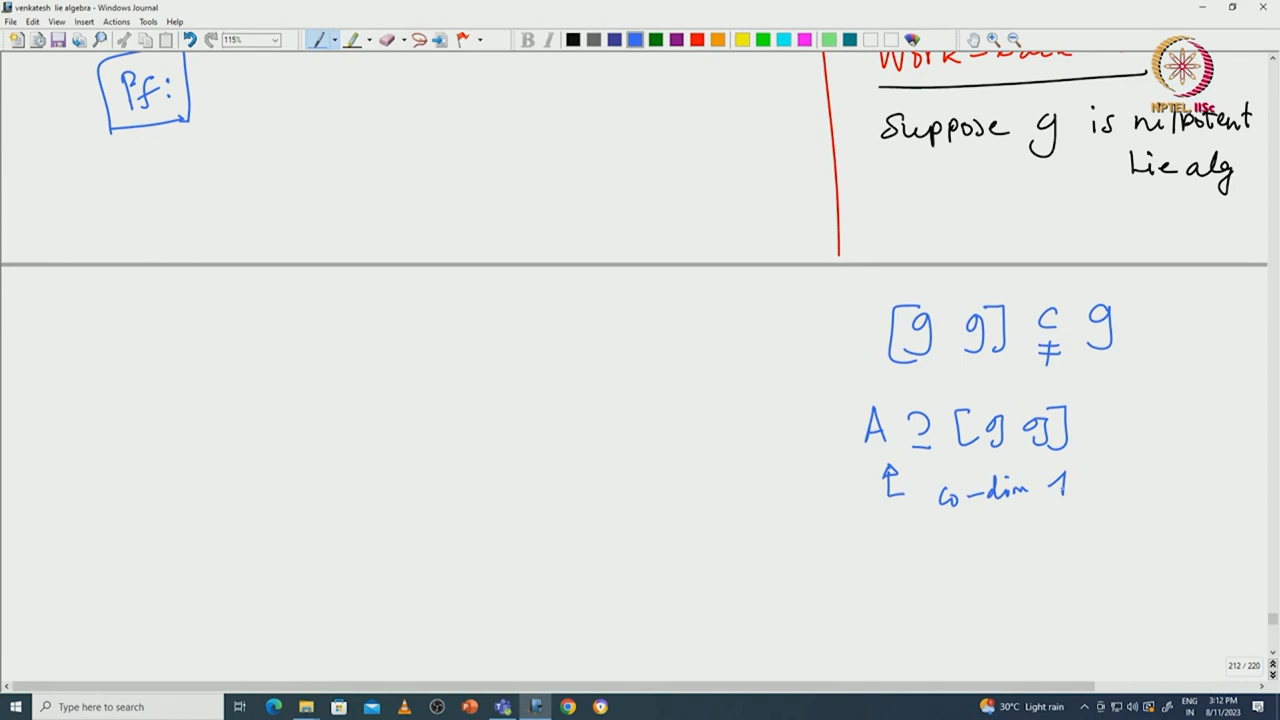 venkatesh lie algebra - Windows Journal
File Edit View Insert Actions Tools Help
115%
Pf:
NPTEL, IISc
Suppose g is nilpotent
Lie alg
[g g] ⊊ g
A ⊇ [g g]
co-dim 1
212 / 220
Type here to search
30°C Light rain
ENG
IN
3:12 PM
8/11/2023